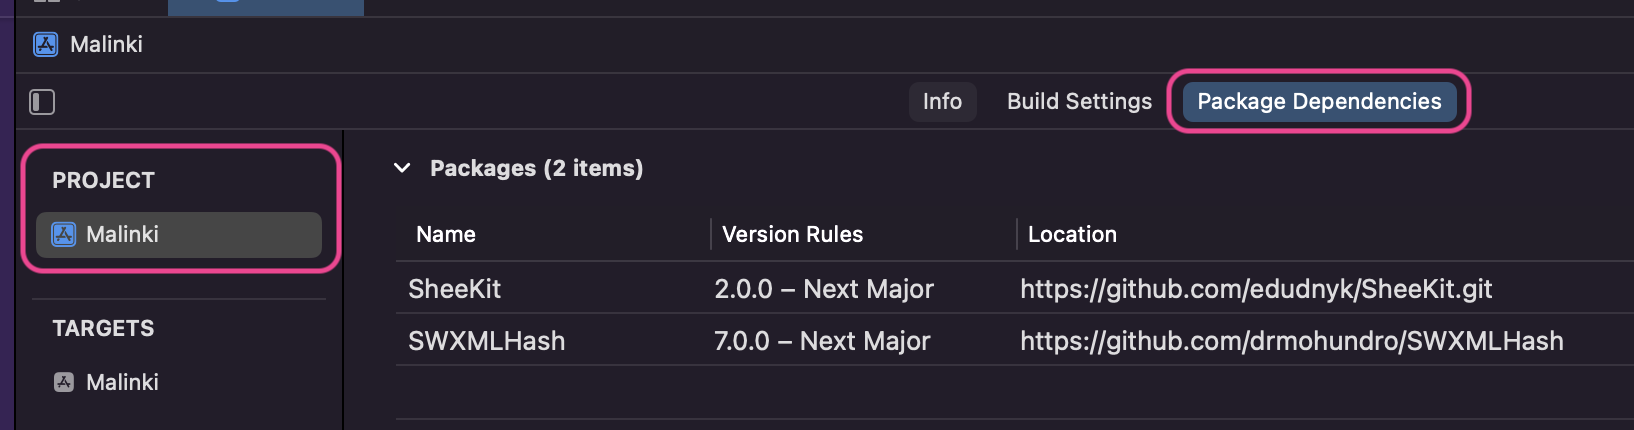 Malinki
Info Build Settings Package Dependencies
PROJECT
Malinki
TARGETS
Malinki
Packages (2 items)
Name Version Rules Location
SheeKit 2.0.0 – Next Major https://github.com/edudnyk/SheeKit.git
SWXMLHash 7.0.0 – Next Major https://github.com/drmohundro/SWXMLHash